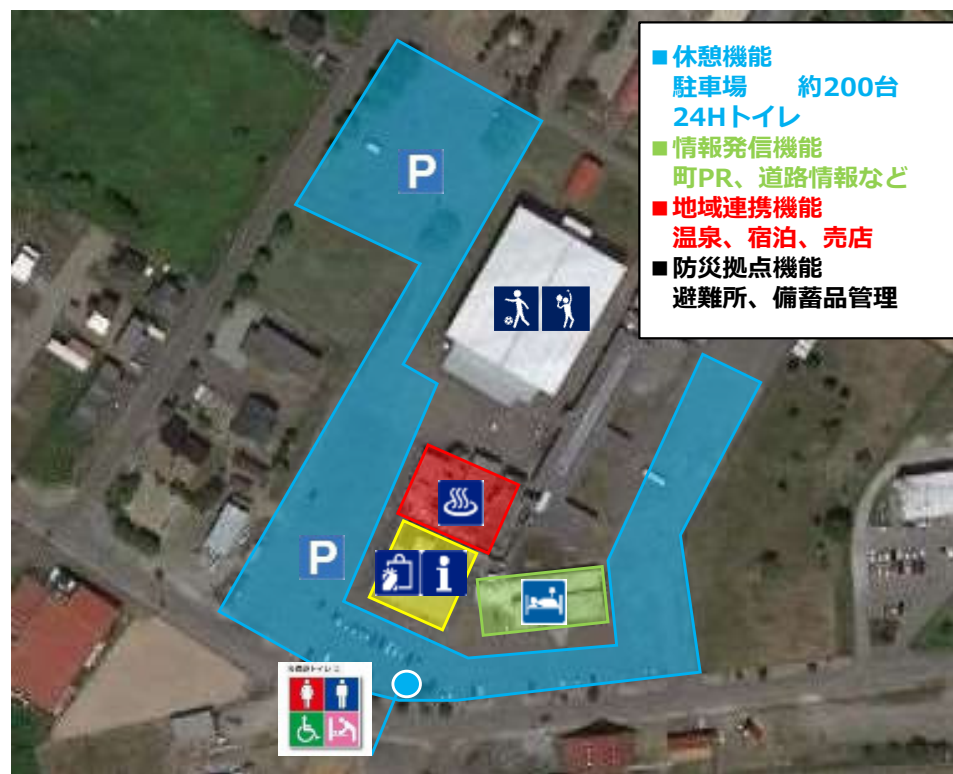 ■休憩機能
駐車場　　約200台
24Hトイレ
■情報発信機能
町PR、道路情報など
■地域連携機能
温泉、宿泊、売店
■防災拠点機能
避難所、備蓄品管理
P
P
i